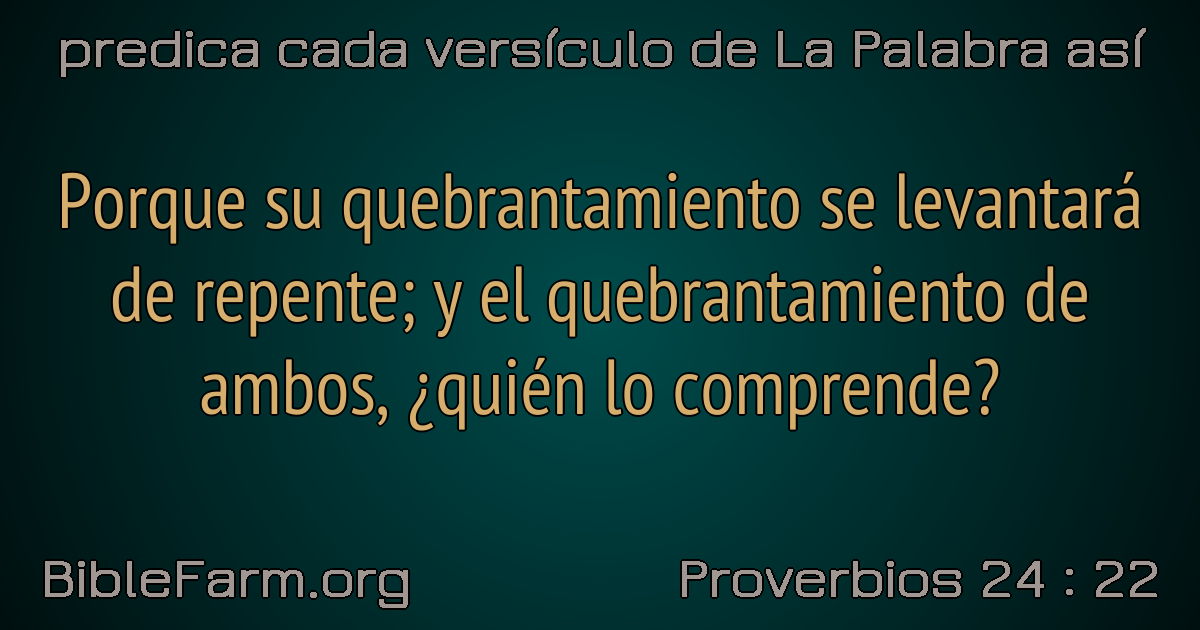 predica cada versículo de La Palabra así
Porque su quebrantamiento se levantará
de repente; y el quebrantamiento de
ambos, ¿quién lo comprende?
BibleFarm.org
Proverbios 24 : 22